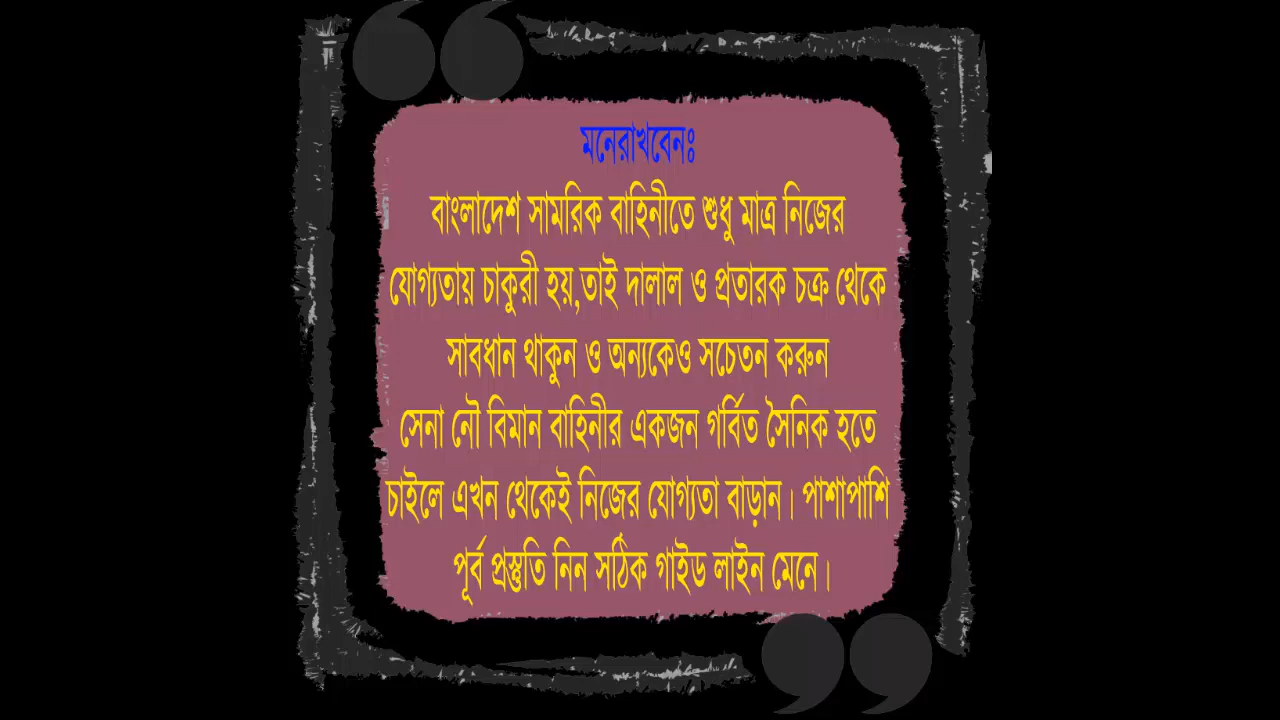 মনেরাখবেনঃ
বাংলাদেশ সামরিক বাহিনীতে শুধু মাত্র নিজের
যোগ্যতায় চাকুরী হয়,তাই দালাল ও প্রতারক চক্র থেকে
সাবধান থাকুন ও অন্যকেও সচেতন করুন
সেনা নৌ বিমান বাহিনীর একজন গর্বিত সৈনিক হতে
চাইলে এখন থেকেই নিজের যোগ্যতা বাড়ান। পাশাপাশি
পূর্ব প্রস্তুতি নিন সঠিক গাইড লাইন মেনে।